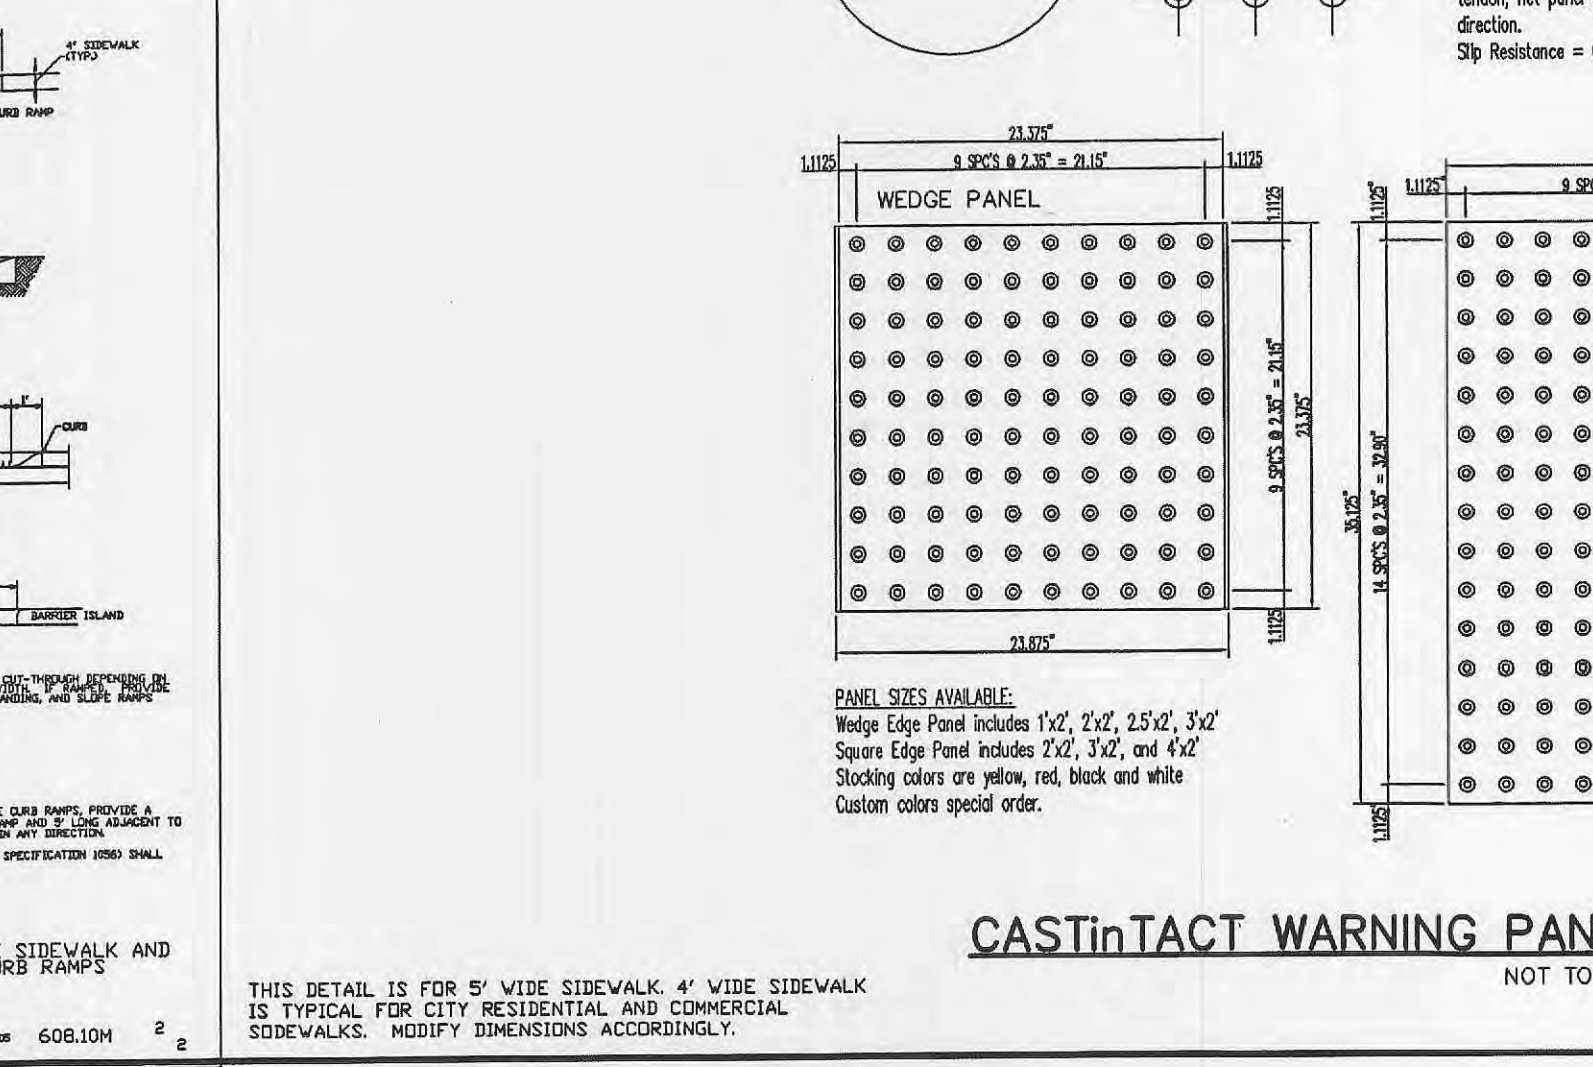 4' SIDEWALK
(TYP.)
URB RAMP
1'
CURB
BARRIER ISLAND
CUT-THROUGH DEPENDING ON
IDTH. IF RAMPED, PROVIDE
ANDING, AND SLOPE RAMPS
E CURB RAMPS, PROVIDE A
AMP AND 5' LONG ADJACENT TO
IN ANY DIRECTION.
SPECIFICATION 1056) SHALL
SIDEWALK AND
RB RAMPS
608.10M
2
2
direction.
Slip Resistance =
23.375"
1.1125
9 SPC'S @ 2.35" = 21.15"
1.1125
WEDGE PANEL
1.1125"
9 SPC'S @ 2.35" = 21.15"
23.375"
1.1125"
23.875"
1.1125"
1.1125"
9 SP
35.125"
14 SPC'S @ 2.35" = 32.90"
1.1125"
PANEL SIZES AVAILABLE:
Wedge Edge Panel includes 1'x2', 2'x2', 2.5'x2', 3'x2'
Square Edge Panel includes 2'x2', 3'x2', and 4'x2'
Stocking colors are yellow, red, black and white
Custom colors special order.
CASTinTACT WARNING PAN
NOT TO
THIS DETAIL IS FOR 5' WIDE SIDEWALK. 4' WIDE SIDEWALK
IS TYPICAL FOR CITY RESIDENTIAL AND COMMERCIAL
SODEWALKS. MODIFY DIMENSIONS ACCORDINGLY.